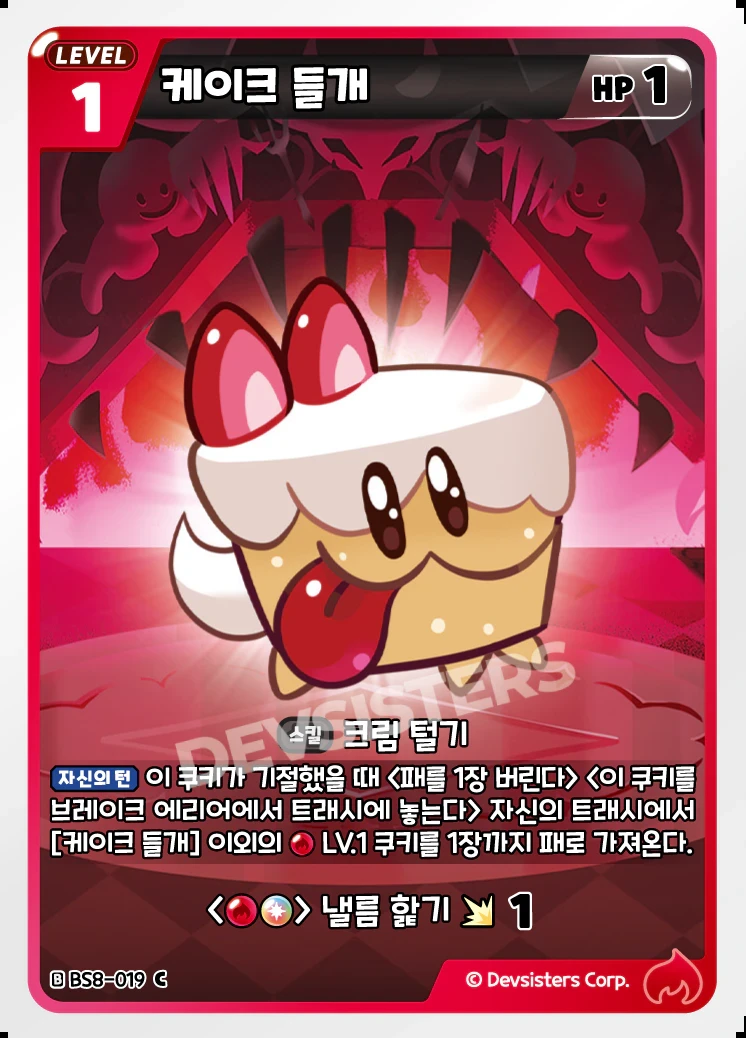 LEVEL
1
케이크 들개
HP 1
DEVSISTERS
스킬 크림 털기
자신의 턴 이 쿠키가 기절했을 때 <패를 1장 버린다> <이 쿠키를
브레이크 에리어에서 트래시에 놓는다> 자신의 트래시에서
[케이크 들개] 이외의 LV.1 쿠키를 1장까지 패로 가져온다.
< > 낼름 핥기 1
B BS8-019 C
© Devsisters Corp.